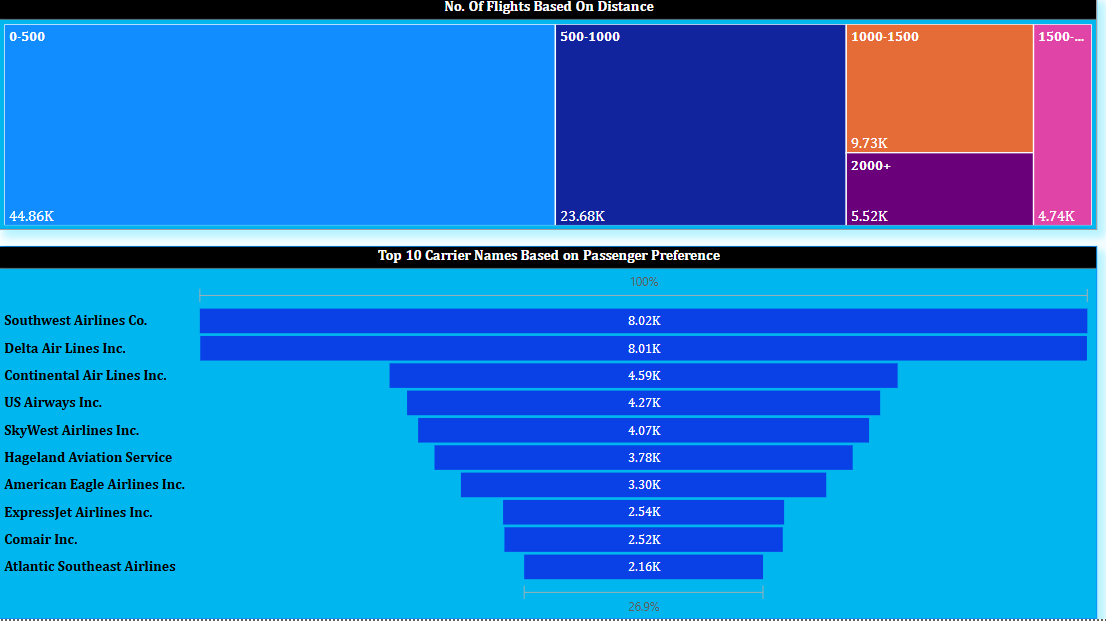 No. Of Flights Based On Distance
0-500
500-1000
1000-1500
1500-...
9.73K
2000+
44.86K
23.68K
5.52K
4.74K
Top 10 Carrier Names Based on Passenger Preference
100%
Southwest Airlines Co. 8.02K
Delta Air Lines Inc. 8.01K
Continental Air Lines Inc. 4.59K
US Airways Inc. 4.27K
SkyWest Airlines Inc. 4.07K
Hageland Aviation Service 3.78K
American Eagle Airlines Inc. 3.30K
ExpressJet Airlines Inc. 2.54K
Comair Inc. 2.52K
Atlantic Southeast Airlines 2.16K
26.9%